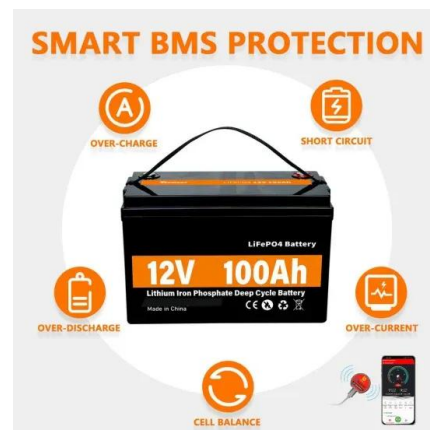 SMART BMS PROTECTION
A
OVER-CHARGE
SHORT CIRCUIT
LiFePO4 Battery
12V 100Ah
Lithium Iron Phosphate Deep Cycle Battery
Made in China
CE
OVER-DISCHARGE
OVER-CURRENT
CELL BALANCE